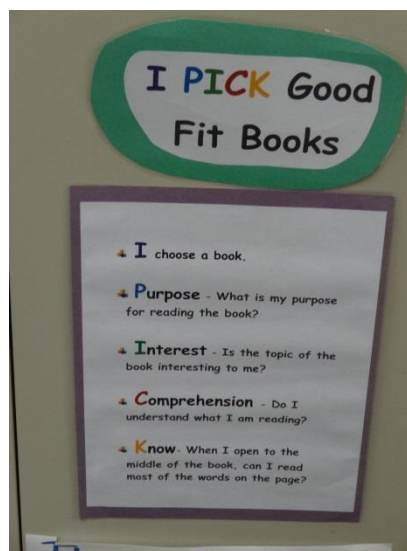 I PICK Good
Fit Books
I choose a book.
Purpose - What is my purpose
for reading the book?
Interest - Is the topic of the
book interesting to me?
Comprehension - Do I
understand what I am reading?
Know- When I open to the
middle of the book, can I read
most of the words on the page?